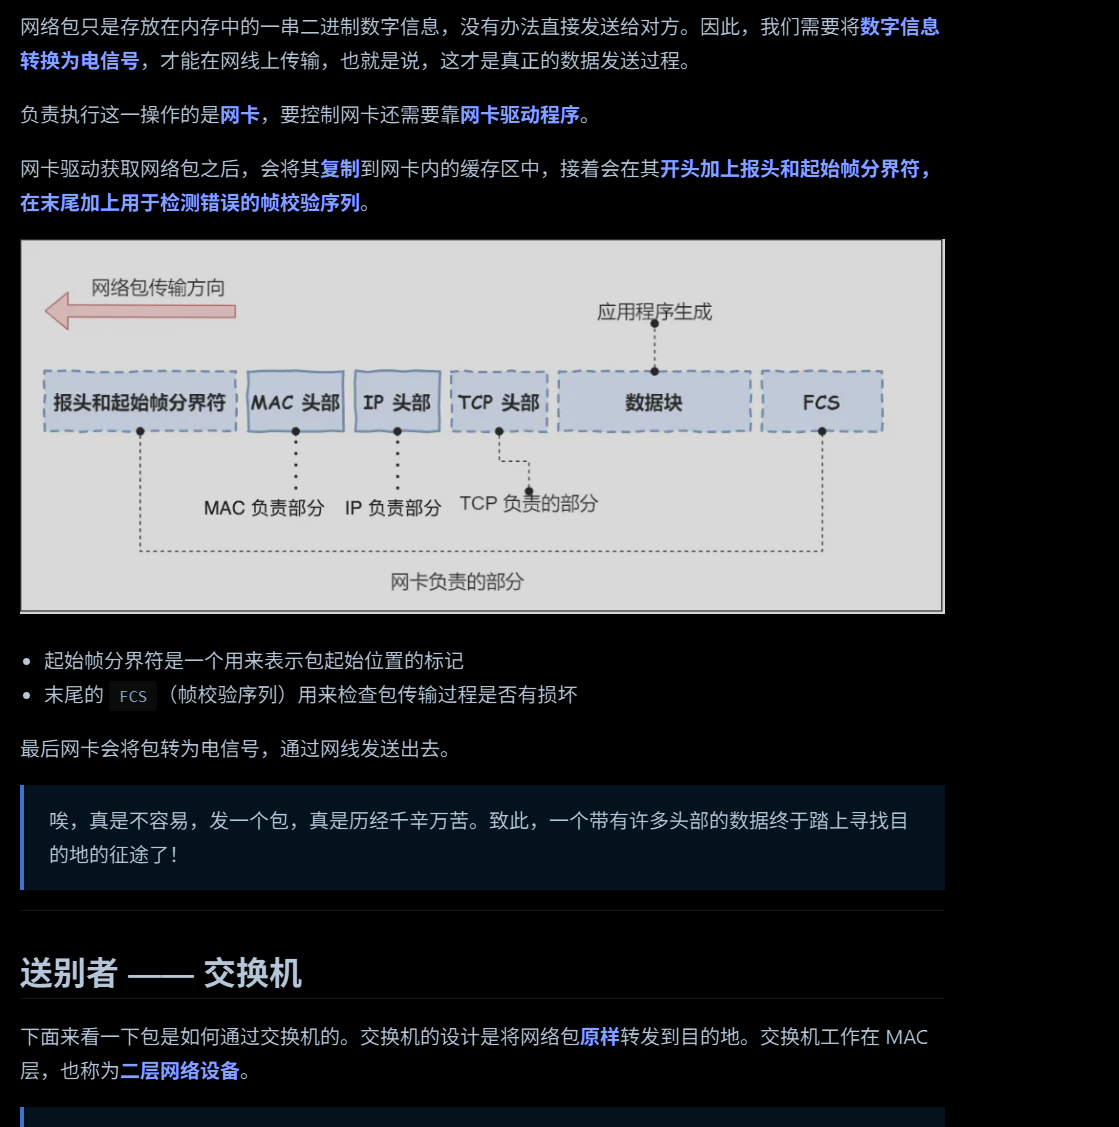 网络包只是存放在内存中的一串二进制数字信息，没有办法直接发送给对方。因此，我们需要将数字信息
转换为电信号，才能在网线上传输，也就是说，这才是真正的数据发送过程。
负责执行这一操作的是网卡，要控制网卡还需要靠网卡驱动程序。
网卡驱动获取网络包之后，会将其复制到网卡内的缓存区中，接着会在其开头加上报头和起始帧分界符，
在末尾加上用于检测错误的帧校验序列。
网络包传输方向
应用程序生成
报头和起始帧分界符 MAC 头部 IP 头部 TCP 头部 数据块 FCS
MAC 负责部分 IP 负责部分 TCP 负责的部分
网卡负责的部分
• 起始帧分界符是一个用来表示包起始位置的标记
• 末尾的 FCS（帧校验序列）用来检查包传输过程是否有损坏
最后网卡会将包转为电信号，通过网线发送出去。
唉，真是不容易，发一个包，真是历经千辛万苦。致此，一个带有许多头部的数据终于踏上寻找目
的地的征途了！
送别者 —— 交换机
下面来看一下包是如何通过交换机的。交换机的设计是将网络包原样转发到目的地。交换机工作在 MAC
层，也称为二层网络设备。